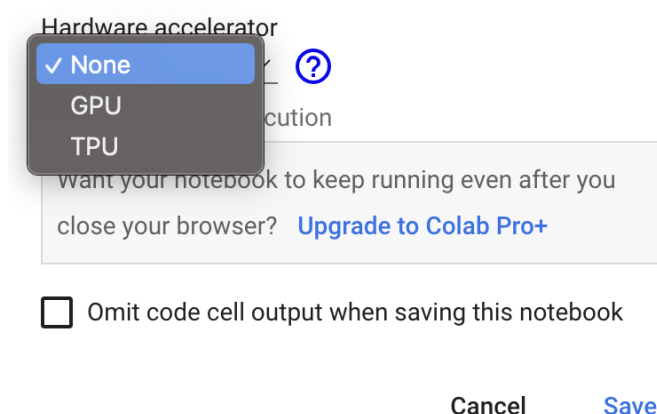 Hardware accelerator
✓ None
?
GPU
cution
TPU
Want your notebook to keep running even after you
close your browser? Upgrade to Colab Pro+
Omit code cell output when saving this notebook
Cancel Save